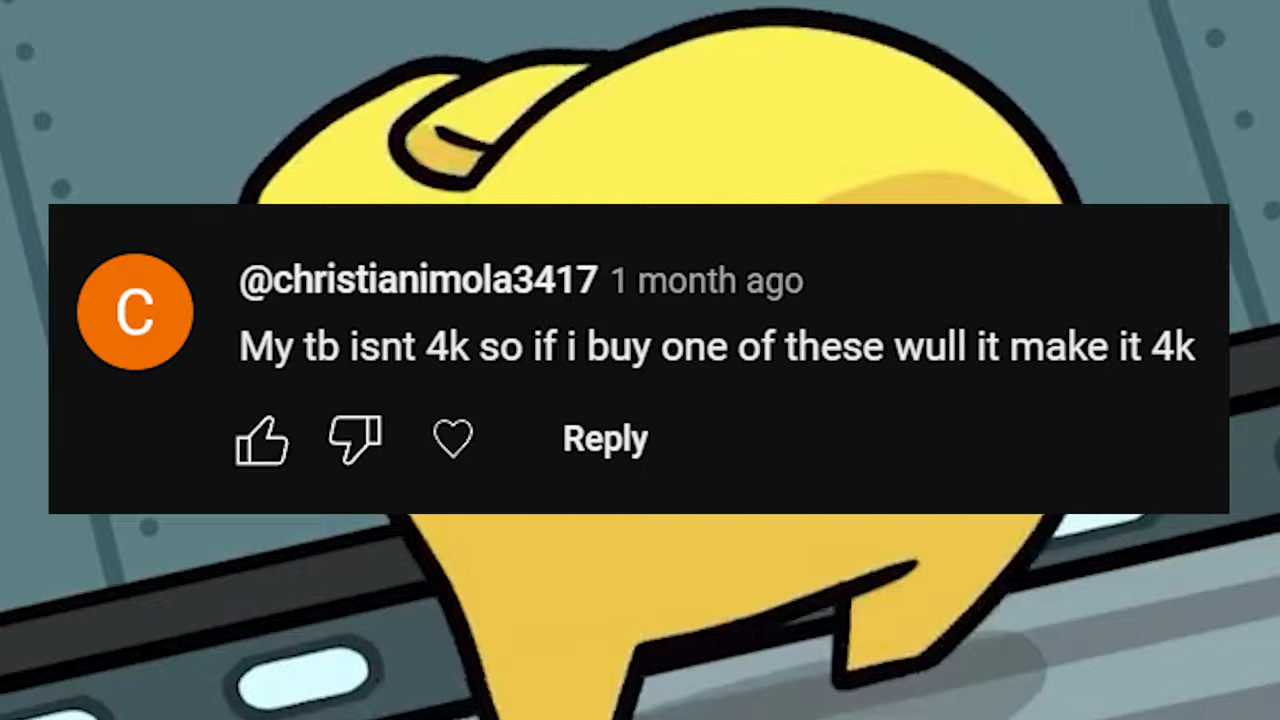 C
@christianimola3417 1 month ago
My tb isnt 4k so if i buy one of these wull it make it 4k
Reply